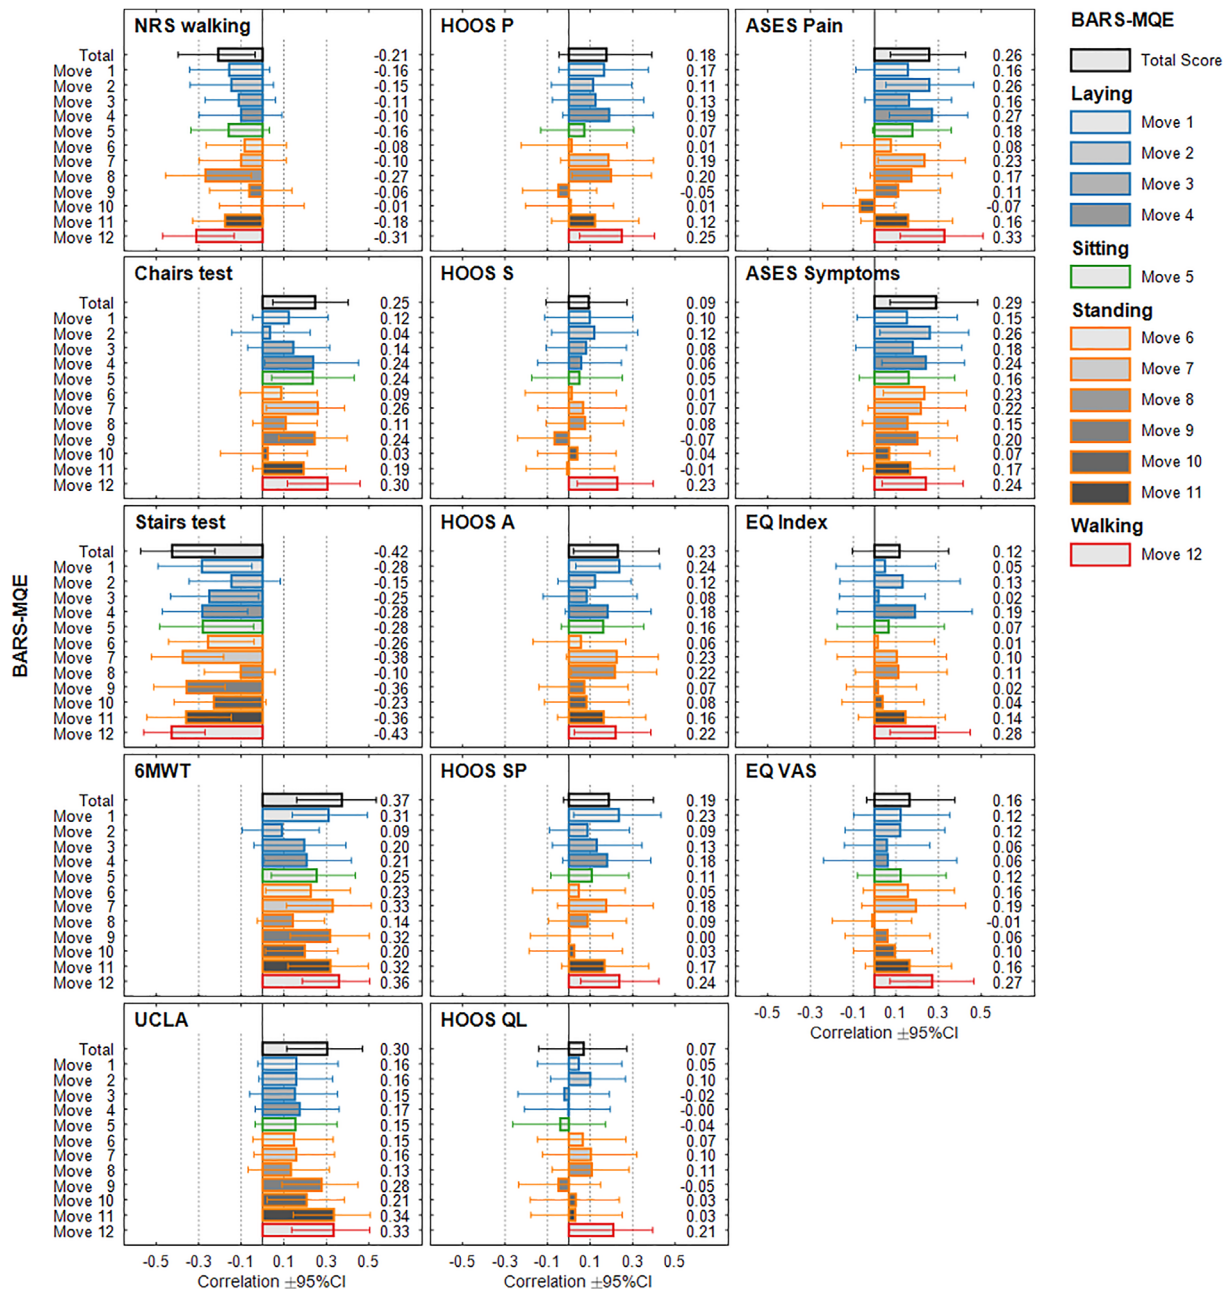 NRS walking
Total -0.21
Move 1 -0.16
Move 2 -0.15
Move 3 -0.11
Move 4 -0.10
Move 5 -0.16
Move 6 -0.08
Move 7 -0.10
Move 8 -0.27
Move 9 -0.06
Move 10 -0.01
Move 11 -0.18
Move 12 -0.31
Chairs test
Total 0.25
Move 1 0.12
Move 2 0.04
Move 3 0.14
Move 4 0.24
Move 5 0.24
Move 6 0.09
Move 7 0.26
Move 8 0.11
Move 9 0.24
Move 10 0.03
Move 11 0.19
Move 12 0.30
Stairs test
Total -0.42
Move 1 -0.28
Move 2 -0.15
Move 3 -0.25
Move 4 -0.28
Move 5 -0.28
Move 6 -0.26
Move 7 -0.38
Move 8 -0.10
Move 9 -0.36
Move 10 -0.23
Move 11 -0.36
Move 12 -0.43
6MWT
Total 0.37
Move 1 0.31
Move 2 0.09
Move 3 0.20
Move 4 0.21
Move 5 0.25
Move 6 0.23
Move 7 0.33
Move 8 0.14
Move 9 0.32
Move 10 0.20
Move 11 0.32
Move 12 0.36
UCLA
Total 0.30
Move 1 0.16
Move 2 0.16
Move 3 0.15
Move 4 0.17
Move 5 0.15
Move 6 0.15
Move 7 0.16
Move 8 0.13
Move 9 0.28
Move 10 0.21
Move 11 0.34
Move 12 0.33
-0.5 -0.3 -0.1 0.1 0.3 0.5
Correlation ±95%CI
BARS-MQE
HOOS P
0.18
0.17
0.11
0.13
0.19
0.07
0.01
0.19
0.20
-0.05
0.01
0.12
0.25
HOOS S
0.09
0.10
0.12
0.08
0.06
0.05
0.01
0.07
0.08
-0.07
0.04
-0.01
0.23
HOOS A
0.23
0.24
0.12
0.08
0.18
0.16
0.06
0.23
0.22
0.07
0.08
0.16
0.22
HOOS SP
0.19
0.23
0.09
0.13
0.18
0.11
0.05
0.17
0.09
0.00
0.03
0.17
0.24
HOOS QL
0.07
0.05
0.10
-0.02
-0.00
-0.04
0.07
0.10
0.11
-0.05
0.03
0.03
0.21
-0.5 -0.3 -0.1 0.1 0.3 0.5
Correlation ±95%CI
ASES Pain
0.26
0.16
0.26
0.16
0.27
0.18
0.08
0.23
0.17
0.11
-0.07
0.16
0.33
ASES Symptoms
0.29
0.15
0.26
0.18
0.24
0.16
0.23
0.22
0.15
0.20
0.07
0.17
0.24
EQ Index
0.12
0.05
0.13
0.02
0.19
0.07
0.01
0.10
0.11
0.02
0.04
0.14
0.28
EQ VAS
0.16
0.12
0.12
0.06
0.06
0.12
0.16
0.19
-0.01
0.06
0.10
0.16
0.27
-0.5 -0.3 -0.1 0.1 0.3 0.5
Correlation ±95%CI
BARS-MQE
Total Score
Laying
Move 1
Move 2
Move 3
Move 4
Sitting
Move 5
Standing
Move 6
Move 7
Move 8
Move 9
Move 10
Move 11
Walking
Move 12